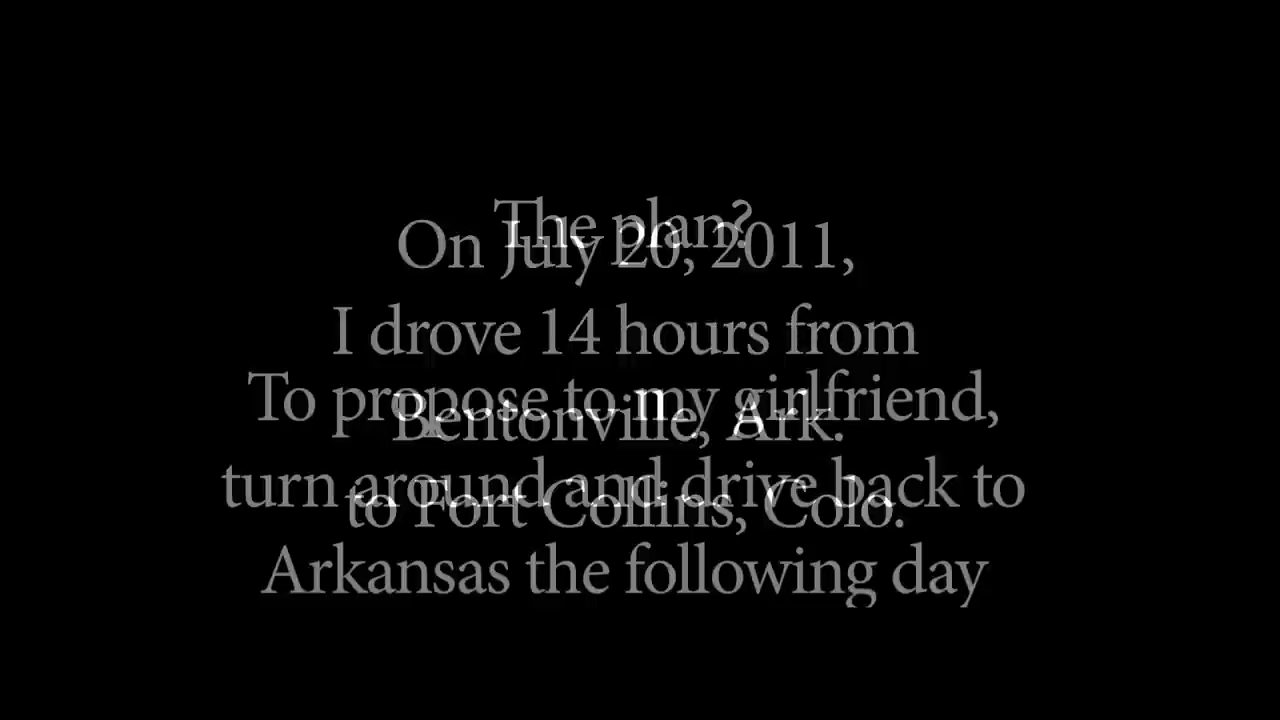 On July 20, 2011,
I drove 14 hours from
Bentonville, Ark.
to Fort Collins, Colo.
The plan?
To propose to my girlfriend,
turn around and drive back to
Arkansas the following day